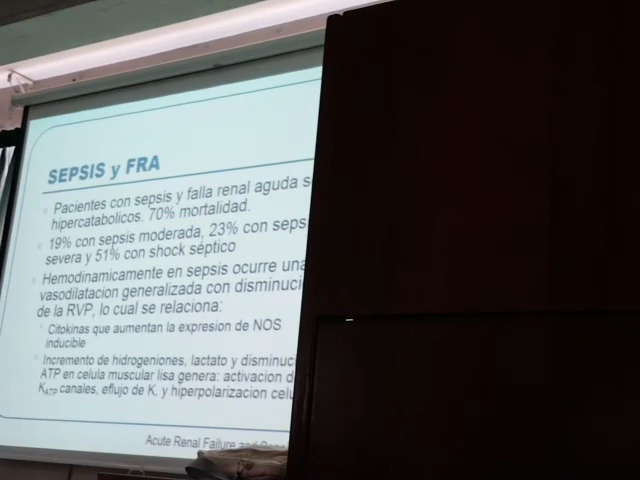 SEPSIS y FRA
Pacientes con sepsis y falla renal aguda s
hipercatabolicos. 70% mortalidad.
19% con sepsis moderada, 23% con seps
severa y 51% con shock séptico
Hemodinamicamente en sepsis ocurre una
vasodilatacion generalizada con disminuci
de la RVP, lo cual se relaciona:
Citokinas que aumentan la expresion de NOS
inducible
Incremento de hidrogeniones, lactato y disminuc
ATP en celula muscular lisa genera: activacion d
KATP canales, eflujo de K, y hiperpolarizacion celu
Acute Renal Failure and